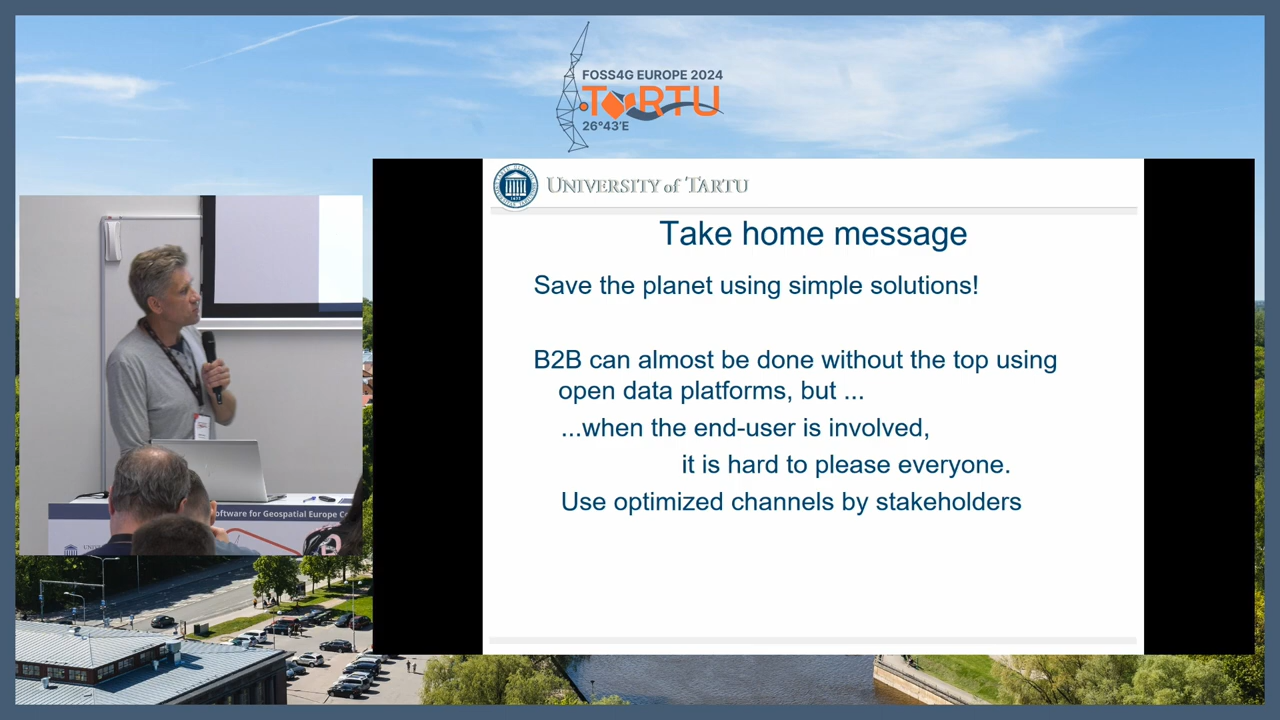 FOSS4G EUROPE 2024
TARTU
26°43'E
UNIVERSITY of TARTU
Take home message
Save the planet using simple solutions!
B2B can almost be done without the top using
open data platforms, but ...
...when the end-user is involved,
it is hard to please everyone.
Use optimized channels by stakeholders
oftware for Geospatial Europe